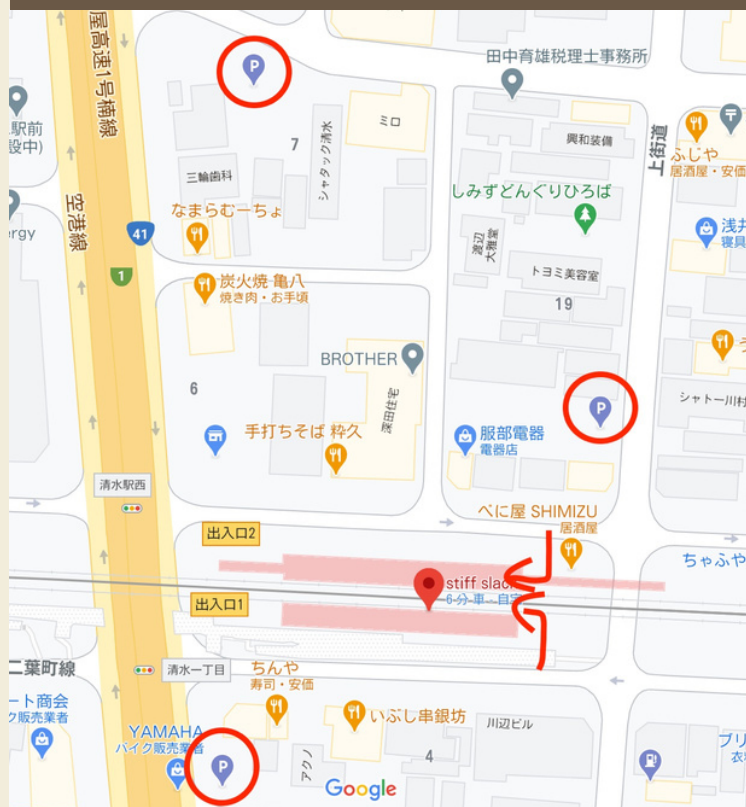 屋高速1号楠線
P
田中育雄税理士事務所
駅前
設中)
ミロ
7
シャタック清水
興和装備
上街道
ふじや
居酒屋・安価
三輪歯科
しみずどんぐりひろば
なまらむーちょ
rgy
空港線
41
渡辺
大雅堂
浅井
寝具
1
炭火焼 亀八
焼き肉・お手頃
トヨミ美容室
19
BROTHER
6
深田住宅
シャトー川村
P
手打ちそば 粋久
服部電器
電器店
清水駅西
べに屋 SHIMIZU
居酒屋
出入口2
ちゃふや
stiff slac
6分-車-自宅
出入口1
二葉町線
清水一丁目
ちんや
寿司・安価
ート商会
ク販売業者
いぶし串銀坊
川辺ビル
YAMAHA
バイク販売業者
P
アクノ
4
ブリ
衣料
Google